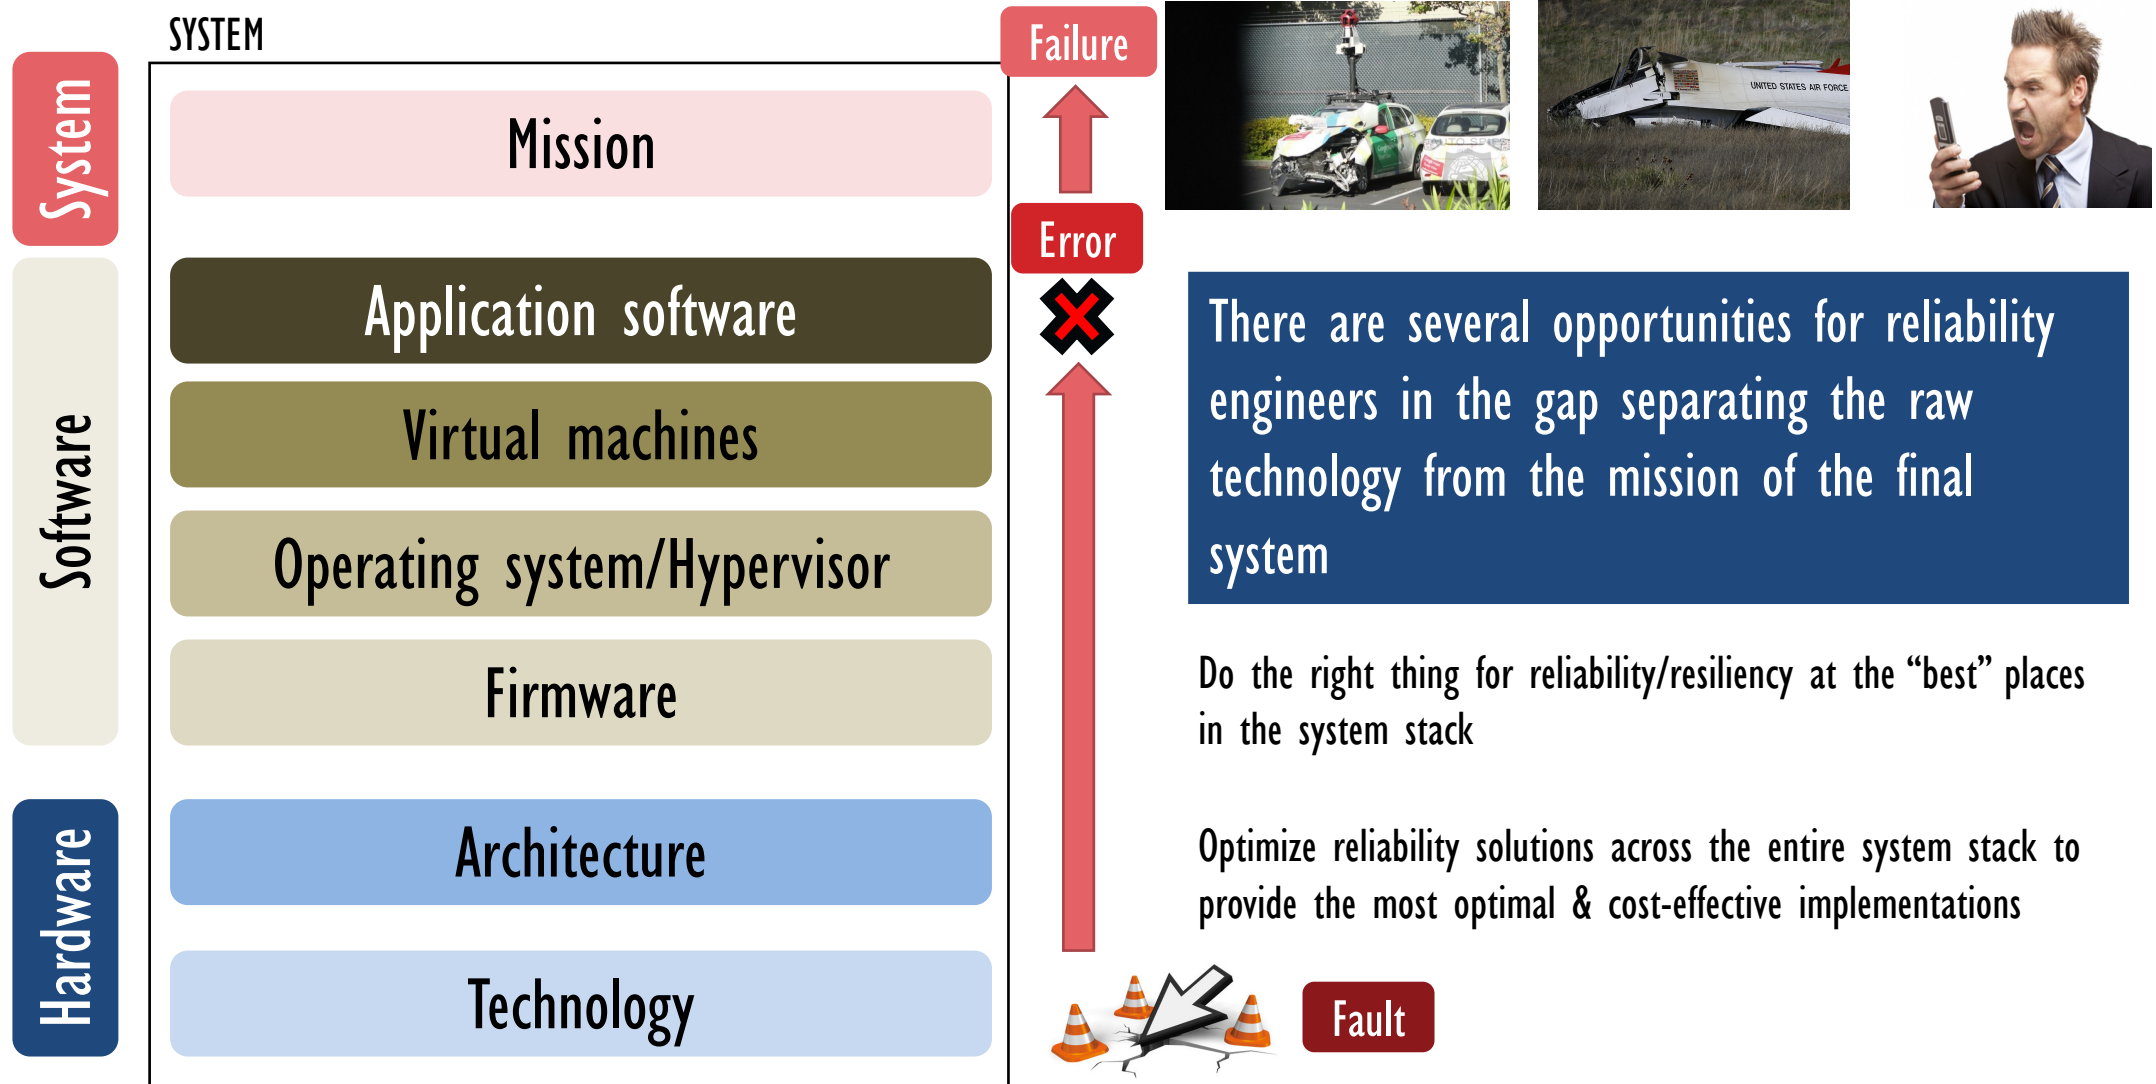 SYSTEM
System
Software
Hardware
Mission
Application software
Virtual machines
Operating system/Hypervisor
Firmware
Architecture
Technology
Failure
Error
Fault
UNITED STATES AIR FORCE
There are several opportunities for reliability
engineers in the gap separating the raw
technology from the mission of the final
system
Do the right thing for reliability/resiliency at the “best” places
in the system stack
Optimize reliability solutions across the entire system stack to
provide the most optimal & cost-effective implementations